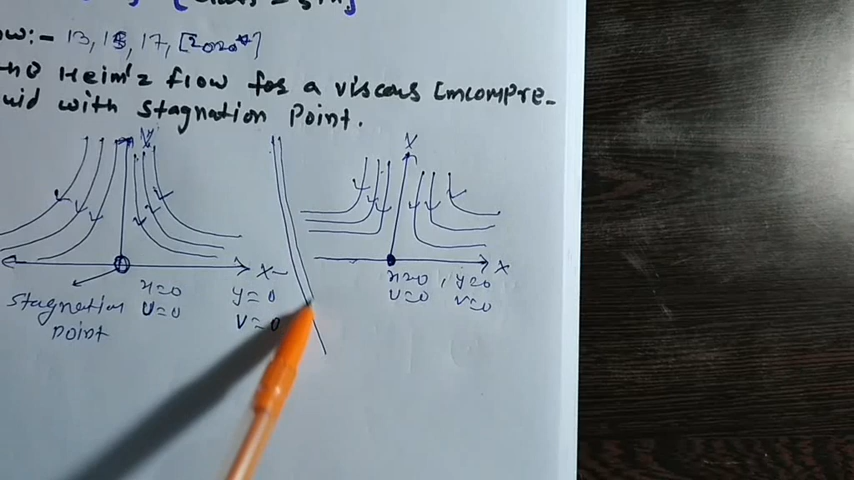 ow:- 13, 15, 17, [2020*]
Heim'z flow for a viscous Incompre-
uid with stagnation Point.
Y
Y
X
X
x=0
y=0
x=0, y=0
stagnation
u=0
v=0
u=0
v=0
Point